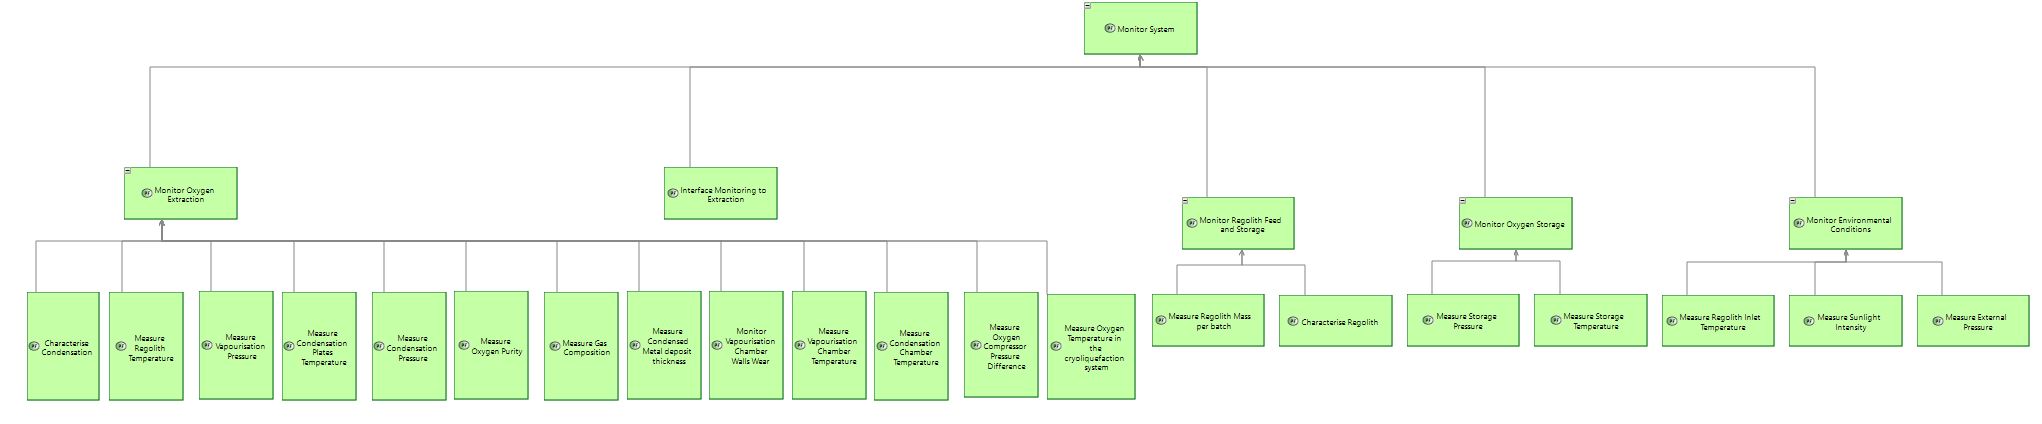 Monitor System
Monitor Oxygen
Extraction
Interface Monitoring to
Extraction
Monitor Regolith Feed
and Storage
Monitor Oxygen Storage
Monitor Environmental
Conditions
Characterise
Condensation
Measure
Regolith
Temperature
Measure
Vapourisation
Pressure
Measure
Condensation
Plates
Temperature
Measure
Condensation
Pressure
Measure
Oxygen Purity
Measure Gas
Composition
Measure
Condensed
Metal deposit
thickness
Monitor
Vapourisation
Chamber
Walls Wear
Measure
Vapourisation
Chamber
Temperature
Measure
Condensation
Chamber
Temperature
Measure
Oxygen
Compressor
Pressure
Difference
Measure Oxygen
Temperature in
the
cryoliquefaction
system
Measure Regolith Mass
per batch
Characterise Regolith
Measure Storage
Pressure
Measure Storage
Temperature
Measure Regolith Inlet
Temperature
Measure Sunlight
Intensity
Measure External
Pressure